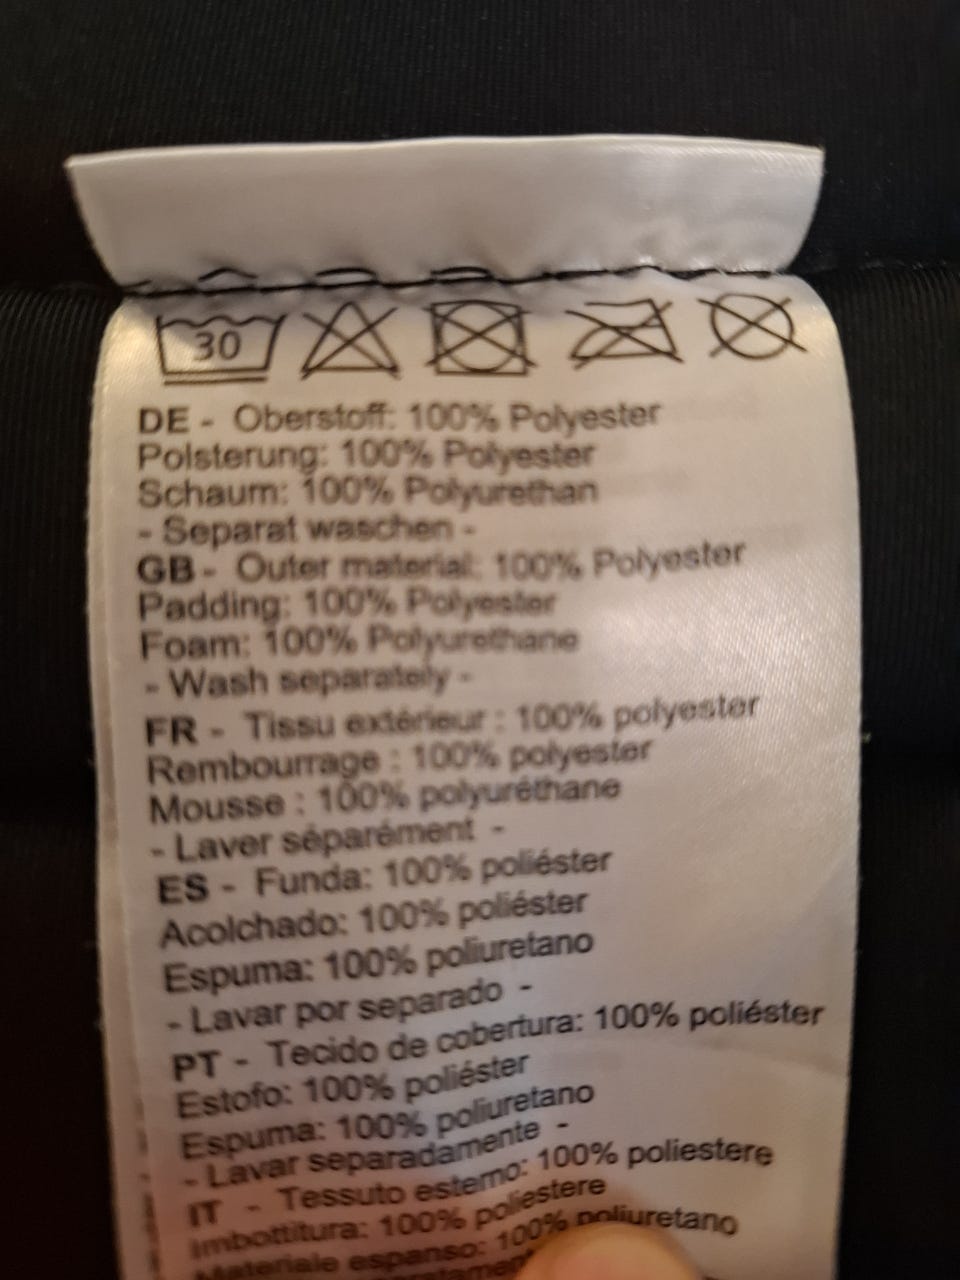 30
DE - Oberstoff: 100% Polyester
Polsterung: 100% Polyester
Schaum: 100% Polyurethan
- Separat waschen -
GB - Outer material: 100% Polyester
Padding: 100% Polyester
Foam: 100% Polyurethane
- Wash separately -
FR - Tissu extérieur : 100% polyester
Rembourrage : 100% polyester
Mousse : 100% polyuréthane
- Laver séparément -
ES - Funda: 100% poliéster
Acolchado: 100% poliéster
Espuma: 100% poliuretano
- Lavar por separado -
PT - Tecido de cobertura: 100% poliéster
Estofo: 100% poliéster
Espuma: 100% poliuretano
- Lavar separadamente -
IT - Tessuto esterno: 100% poliestere
Imbottitura: 100% poliestere
Materiale espanso: 100% poliuretano